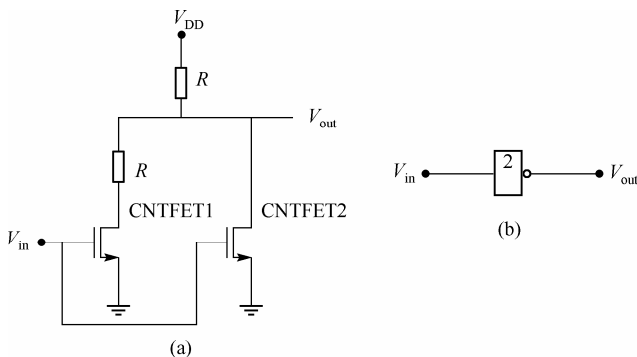 VDD
R
Vout
R
CNTFET1 CNTFET2
Vin
(a)
2
Vin Vout
(b)